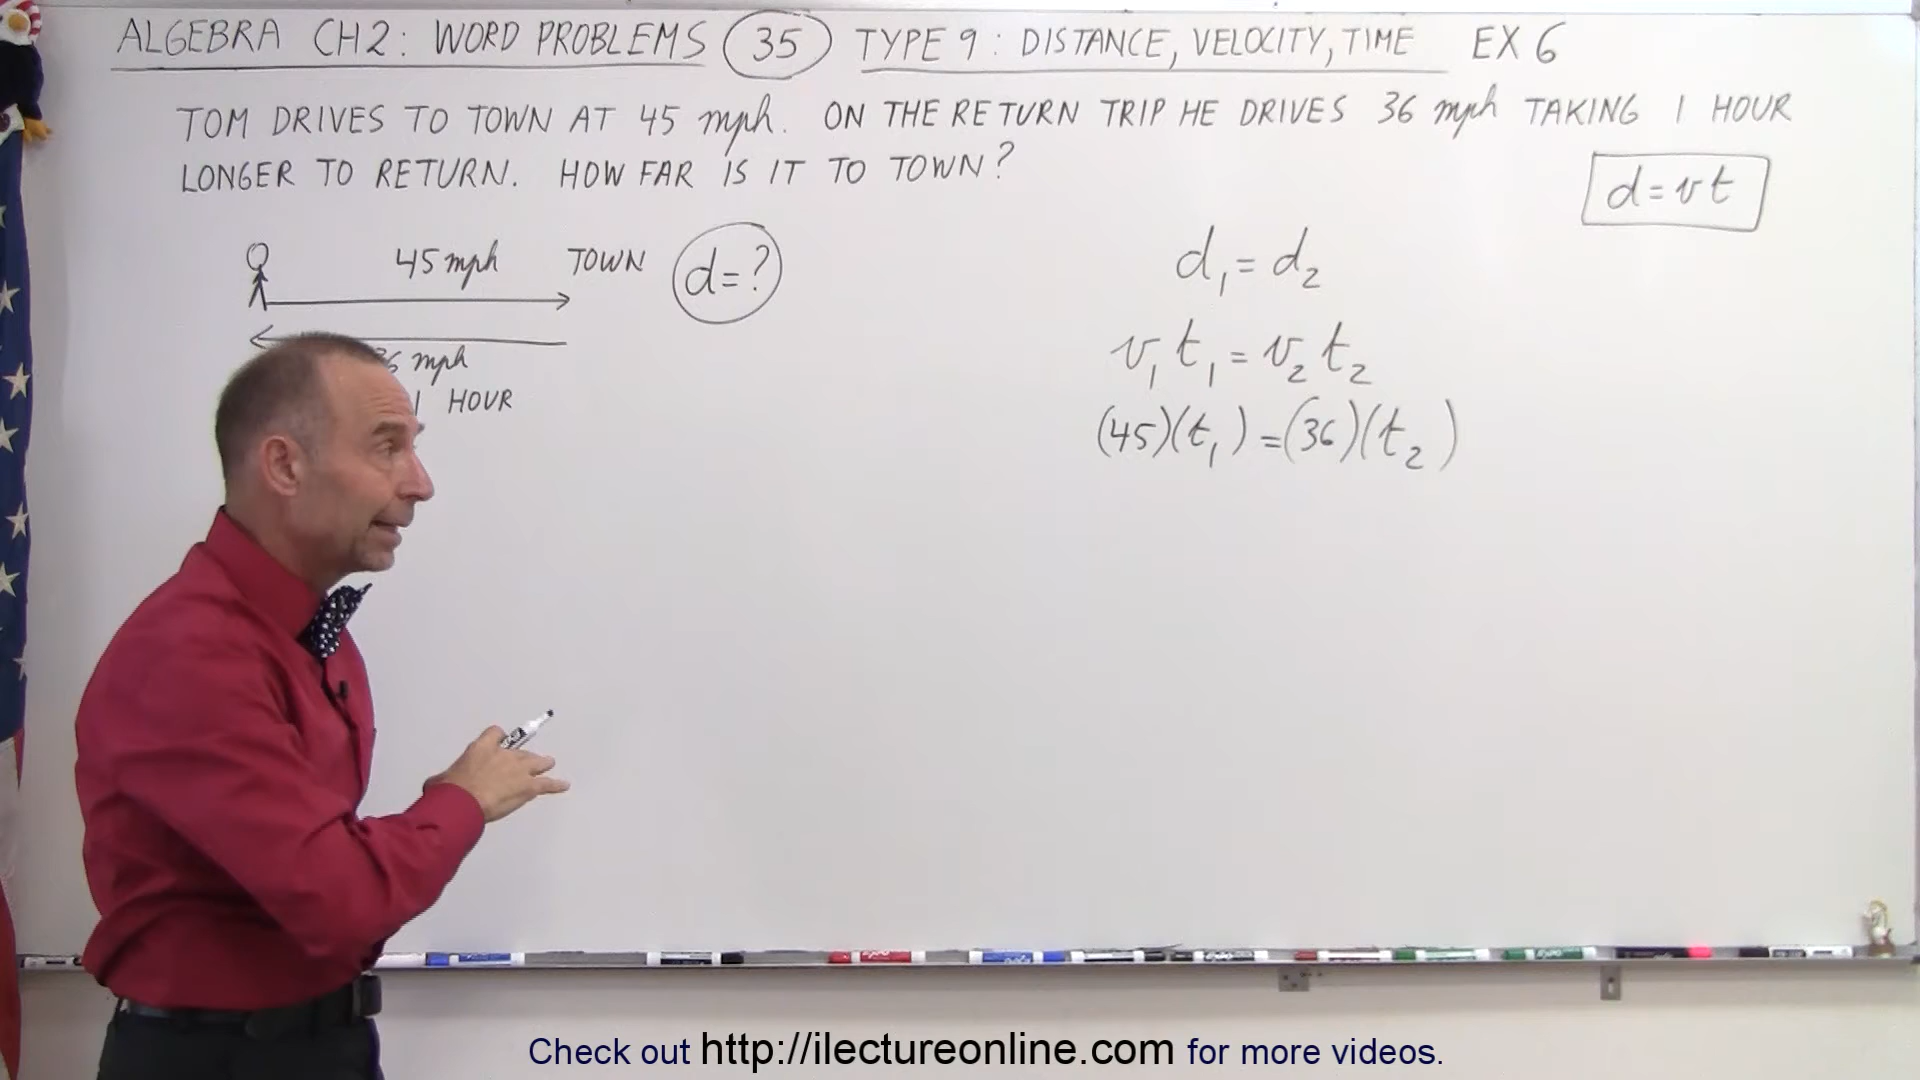 ALGEBRA CH2: WORD PROBLEMS 35 TYPE 9: DISTANCE, VELOCITY, TIME EX 6
TOM DRIVES TO TOWN AT 45 mph. ON THE RETURN TRIP HE DRIVES 36 mph TAKING 1 HOUR
LONGER TO RETURN. HOW FAR IS IT TO TOWN?
d = vt
45 mph TOWN d = ?
6 mph
1 HOUR
d₁ = d₂
v₁ t₁ = v₂ t₂
(45)(t₁) = (36)(t₂)
Check out http://ilectureonline.com for more videos.